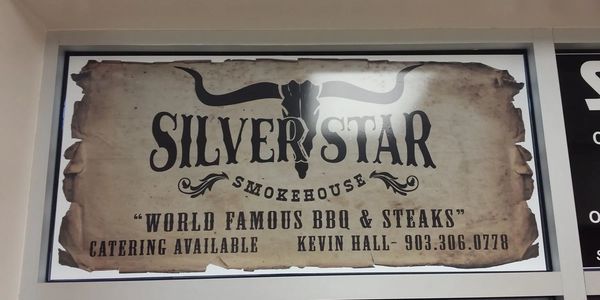 SILVER STAR
SMOKEHOUSE
"WORLD FAMOUS BBQ & STEAKS"
CATERING AVAILABLE KEVIN HALL- 903.306.0778